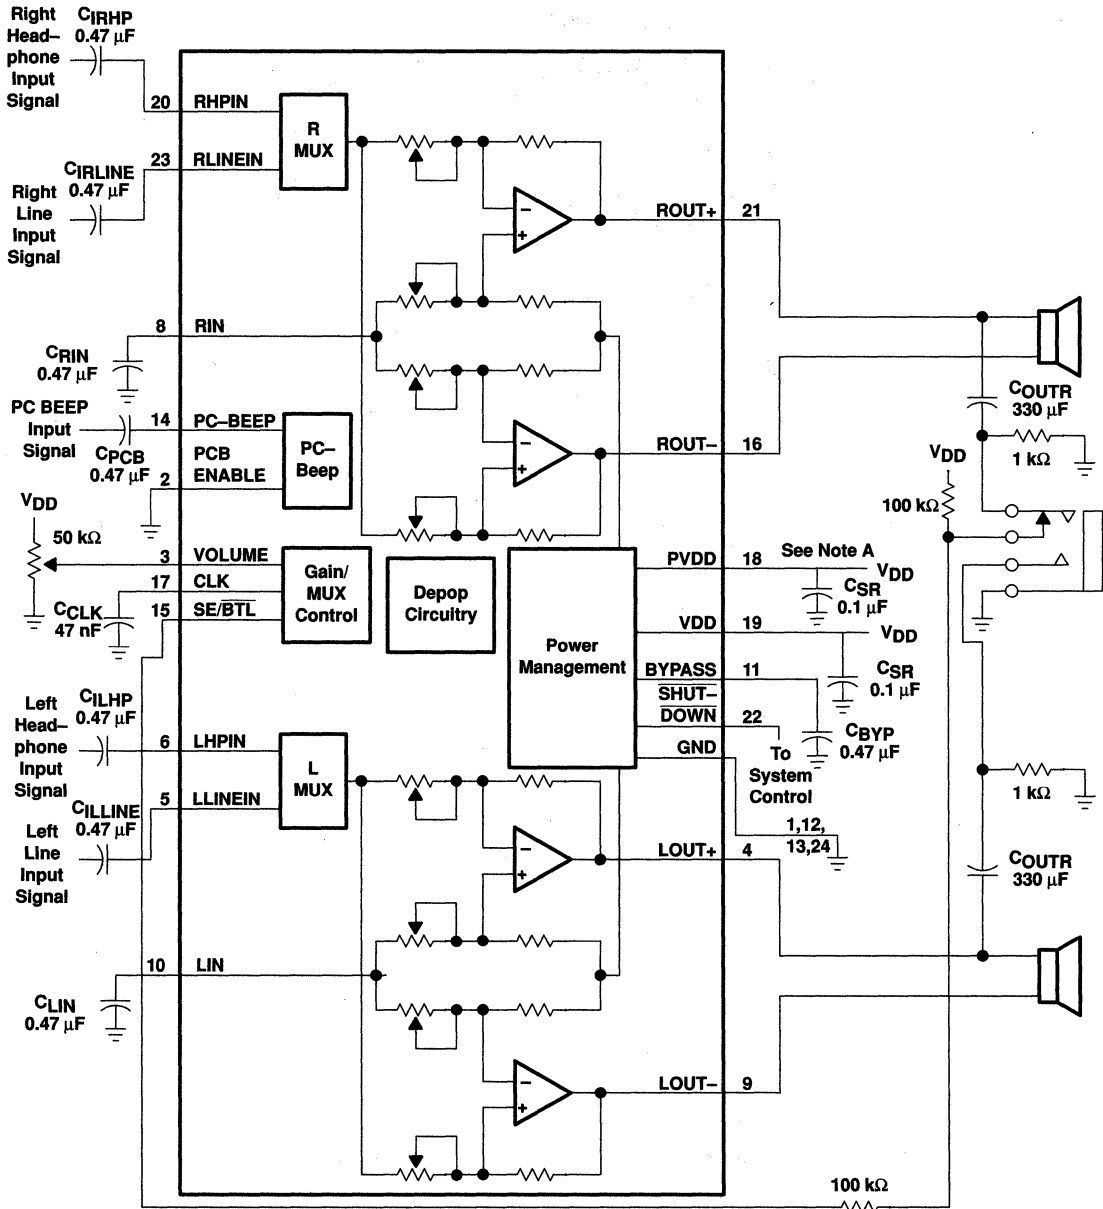 Right
Head–
phone
Input
Signal
CIRHP
0.47 µF
20
RHPIN
R
MUX
23
RLINEIN
CIRLINE
0.47 µF
Right
Line
Input
Signal
ROUT+
21
8
RIN
CRIN
0.47 µF
PC BEEP
Input
Signal
14
PC–BEEP
CPCB
0.47 µF
PCB
ENABLE
2
PC–
Beep
ROUT–
16
COUTR
330 µF
1 kΩ
VDD
100 kΩ
VDD
50 kΩ
3
VOLUME
17
CLK
15
SE/BTL
CCLK
47 nF
Gain/
MUX
Control
Depop
Circuitry
Power
Management
PVDD
18
See Note A
VDD
CSR
0.1 µF
VDD
19
VDD
CSR
0.1 µF
BYPASS
11
SHUT–
DOWN
22
CBYP
0.47 µF
GND
To
System
Control
1,12,
13,24
Left
Head–
phone
Input
Signal
CILHP
0.47 µF
6
LHPIN
L
MUX
5
LLINEIN
CILLINE
0.47 µF
Left
Line
Input
Signal
LOUT+
4
1 kΩ
COUTR
330 µF
10
LIN
CLIN
0.47 µF
LOUT–
9
100 kΩ